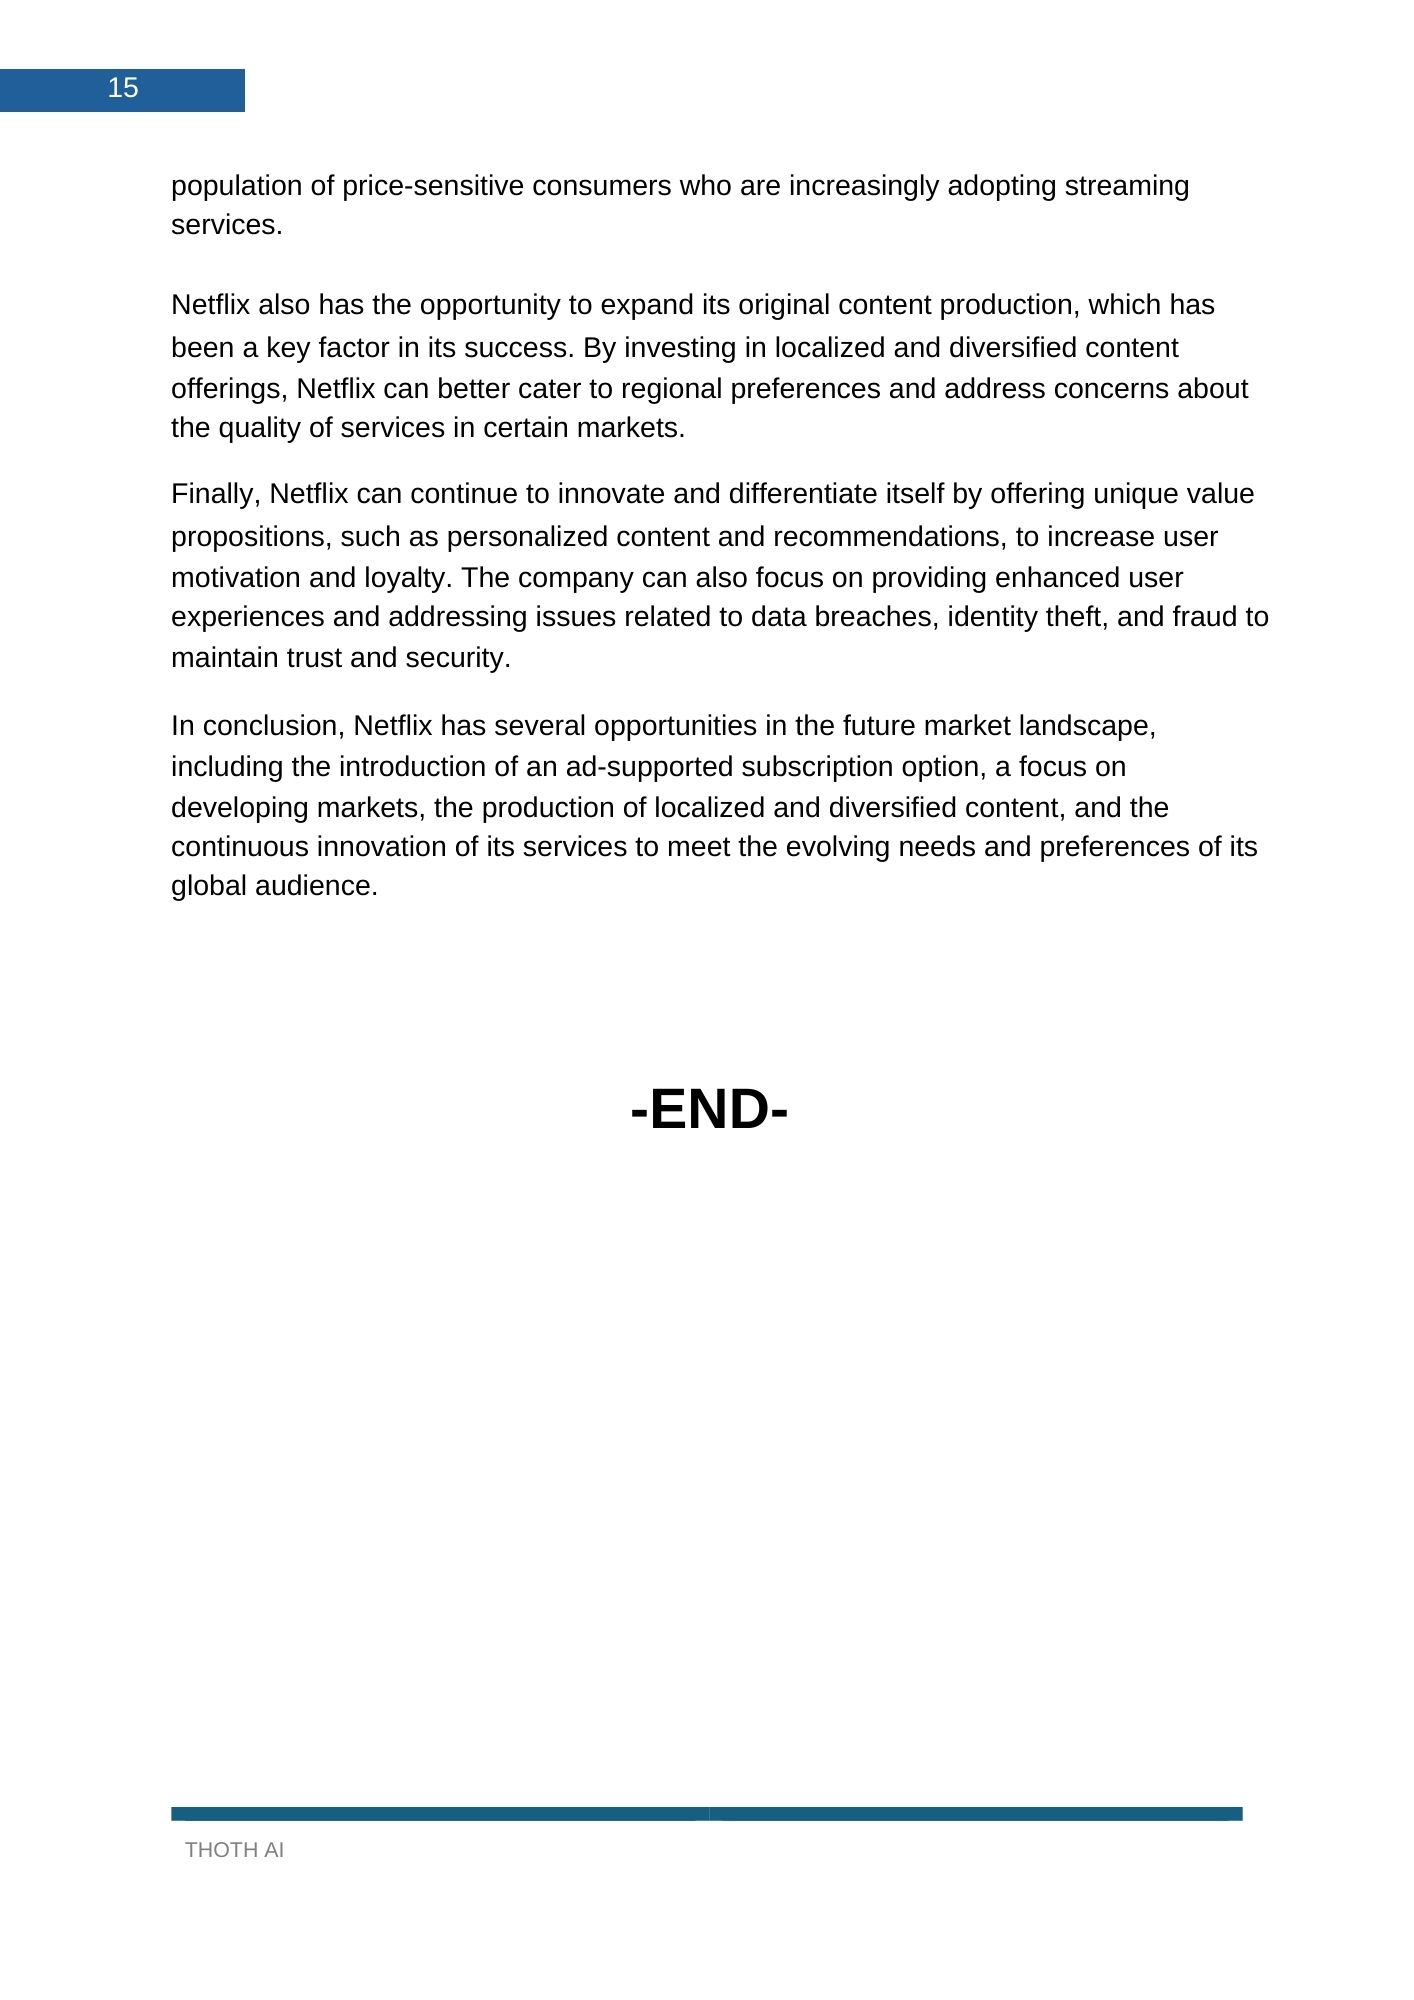 15
population of price-sensitive consumers who are increasingly adopting streaming
services.
Netflix also has the opportunity to expand its original content production, which has
been a key factor in its success. By investing in localized and diversified content
offerings, Netflix can better cater to regional preferences and address concerns about
the quality of services in certain markets.
Finally, Netflix can continue to innovate and differentiate itself by offering unique value
propositions, such as personalized content and recommendations, to increase user
motivation and loyalty. The company can also focus on providing enhanced user
experiences and addressing issues related to data breaches, identity theft, and fraud to
maintain trust and security.
In conclusion, Netflix has several opportunities in the future market landscape,
including the introduction of an ad-supported subscription option, a focus on
developing markets, the production of localized and diversified content, and the
continuous innovation of its services to meet the evolving needs and preferences of its
global audience.
-END-
THOTH AI